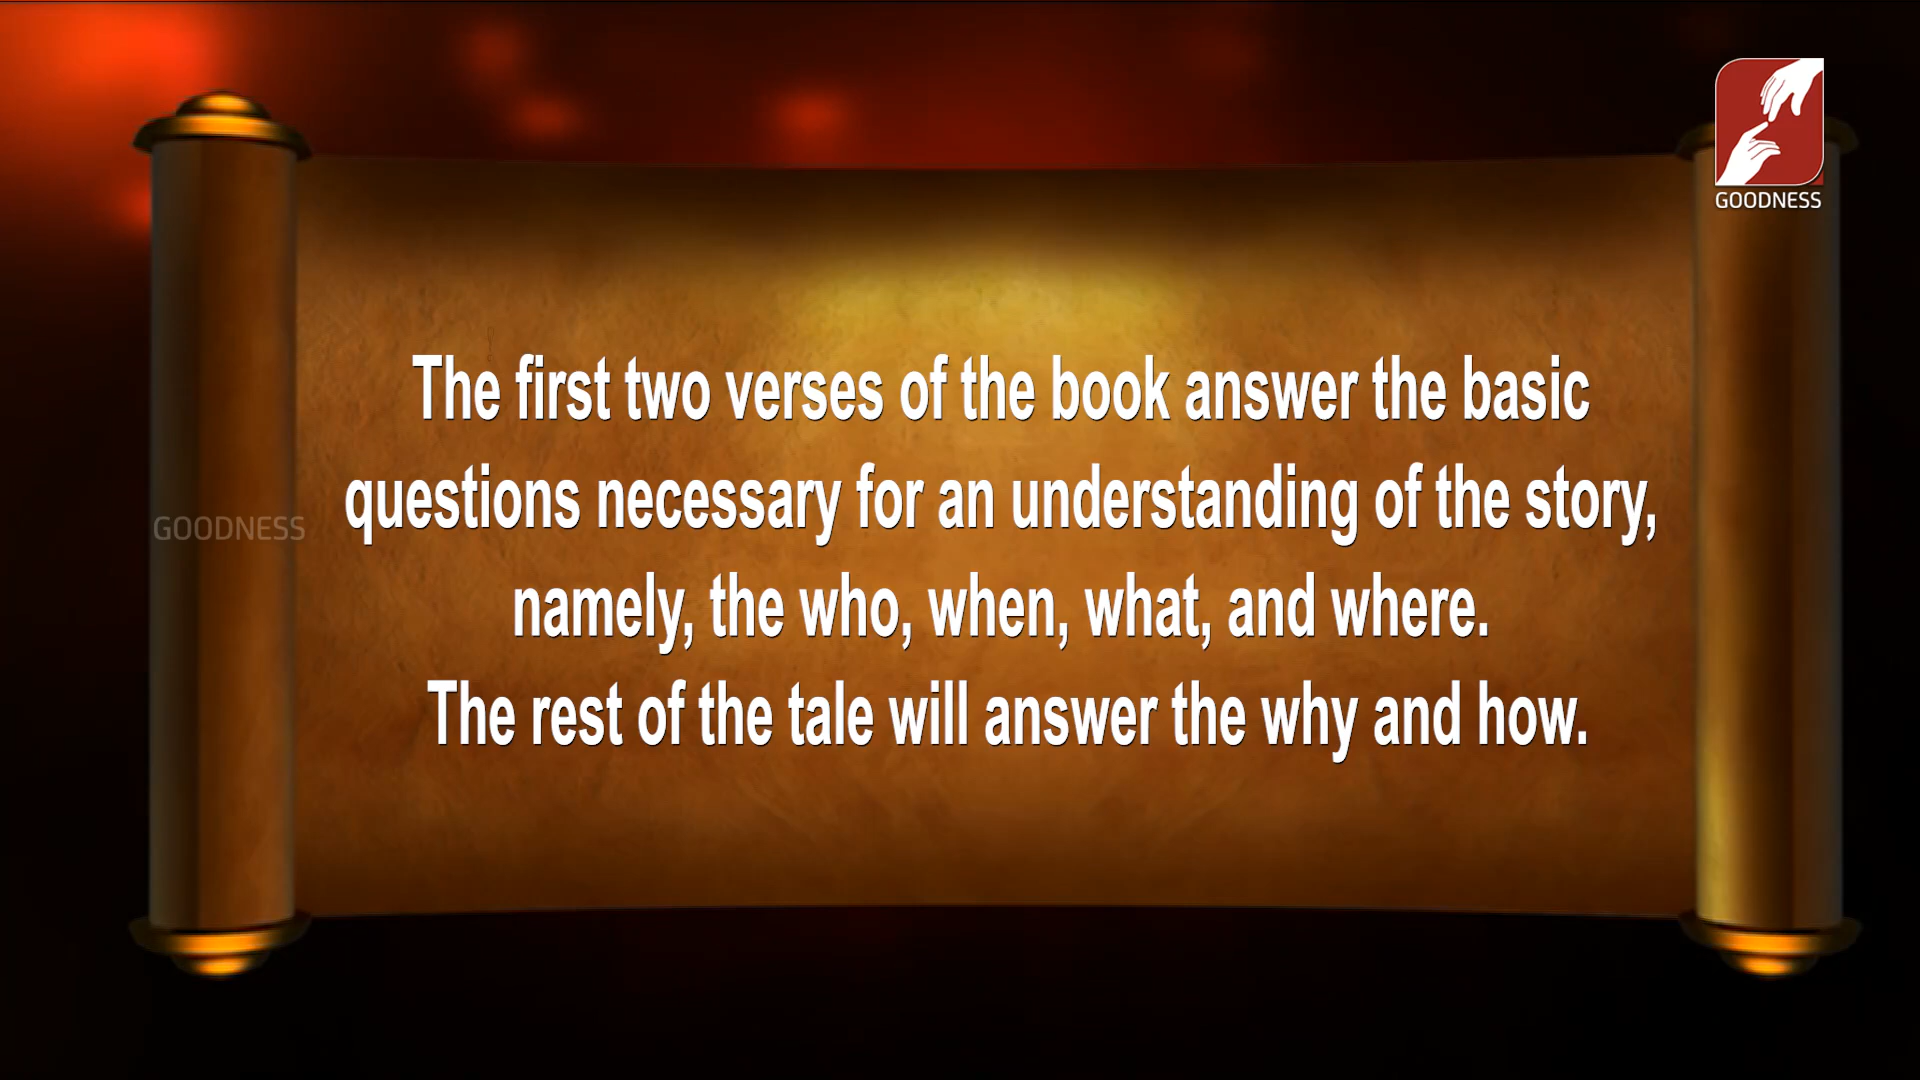 GOODNESS
The first two verses of the book answer the basic
questions necessary for an understanding of the story,
GOODNESS
namely, the who, when, what, and where.
The rest of the tale will answer the why and how.